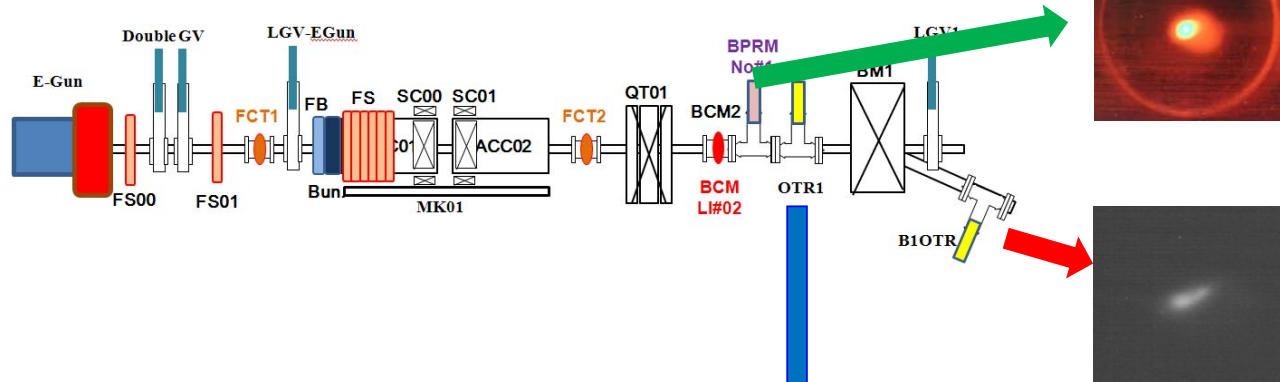 Double GV
LGV-EGun
LGV1
E-Gun
BPRM
No#1
BM1
FCT1
FB
FS
SC00
SC01
FCT2
QT01
BCM2
C01
ACC02
FS00
FS01
Bun.
MK01
BCM
LI#02
OTR1
B1OTR